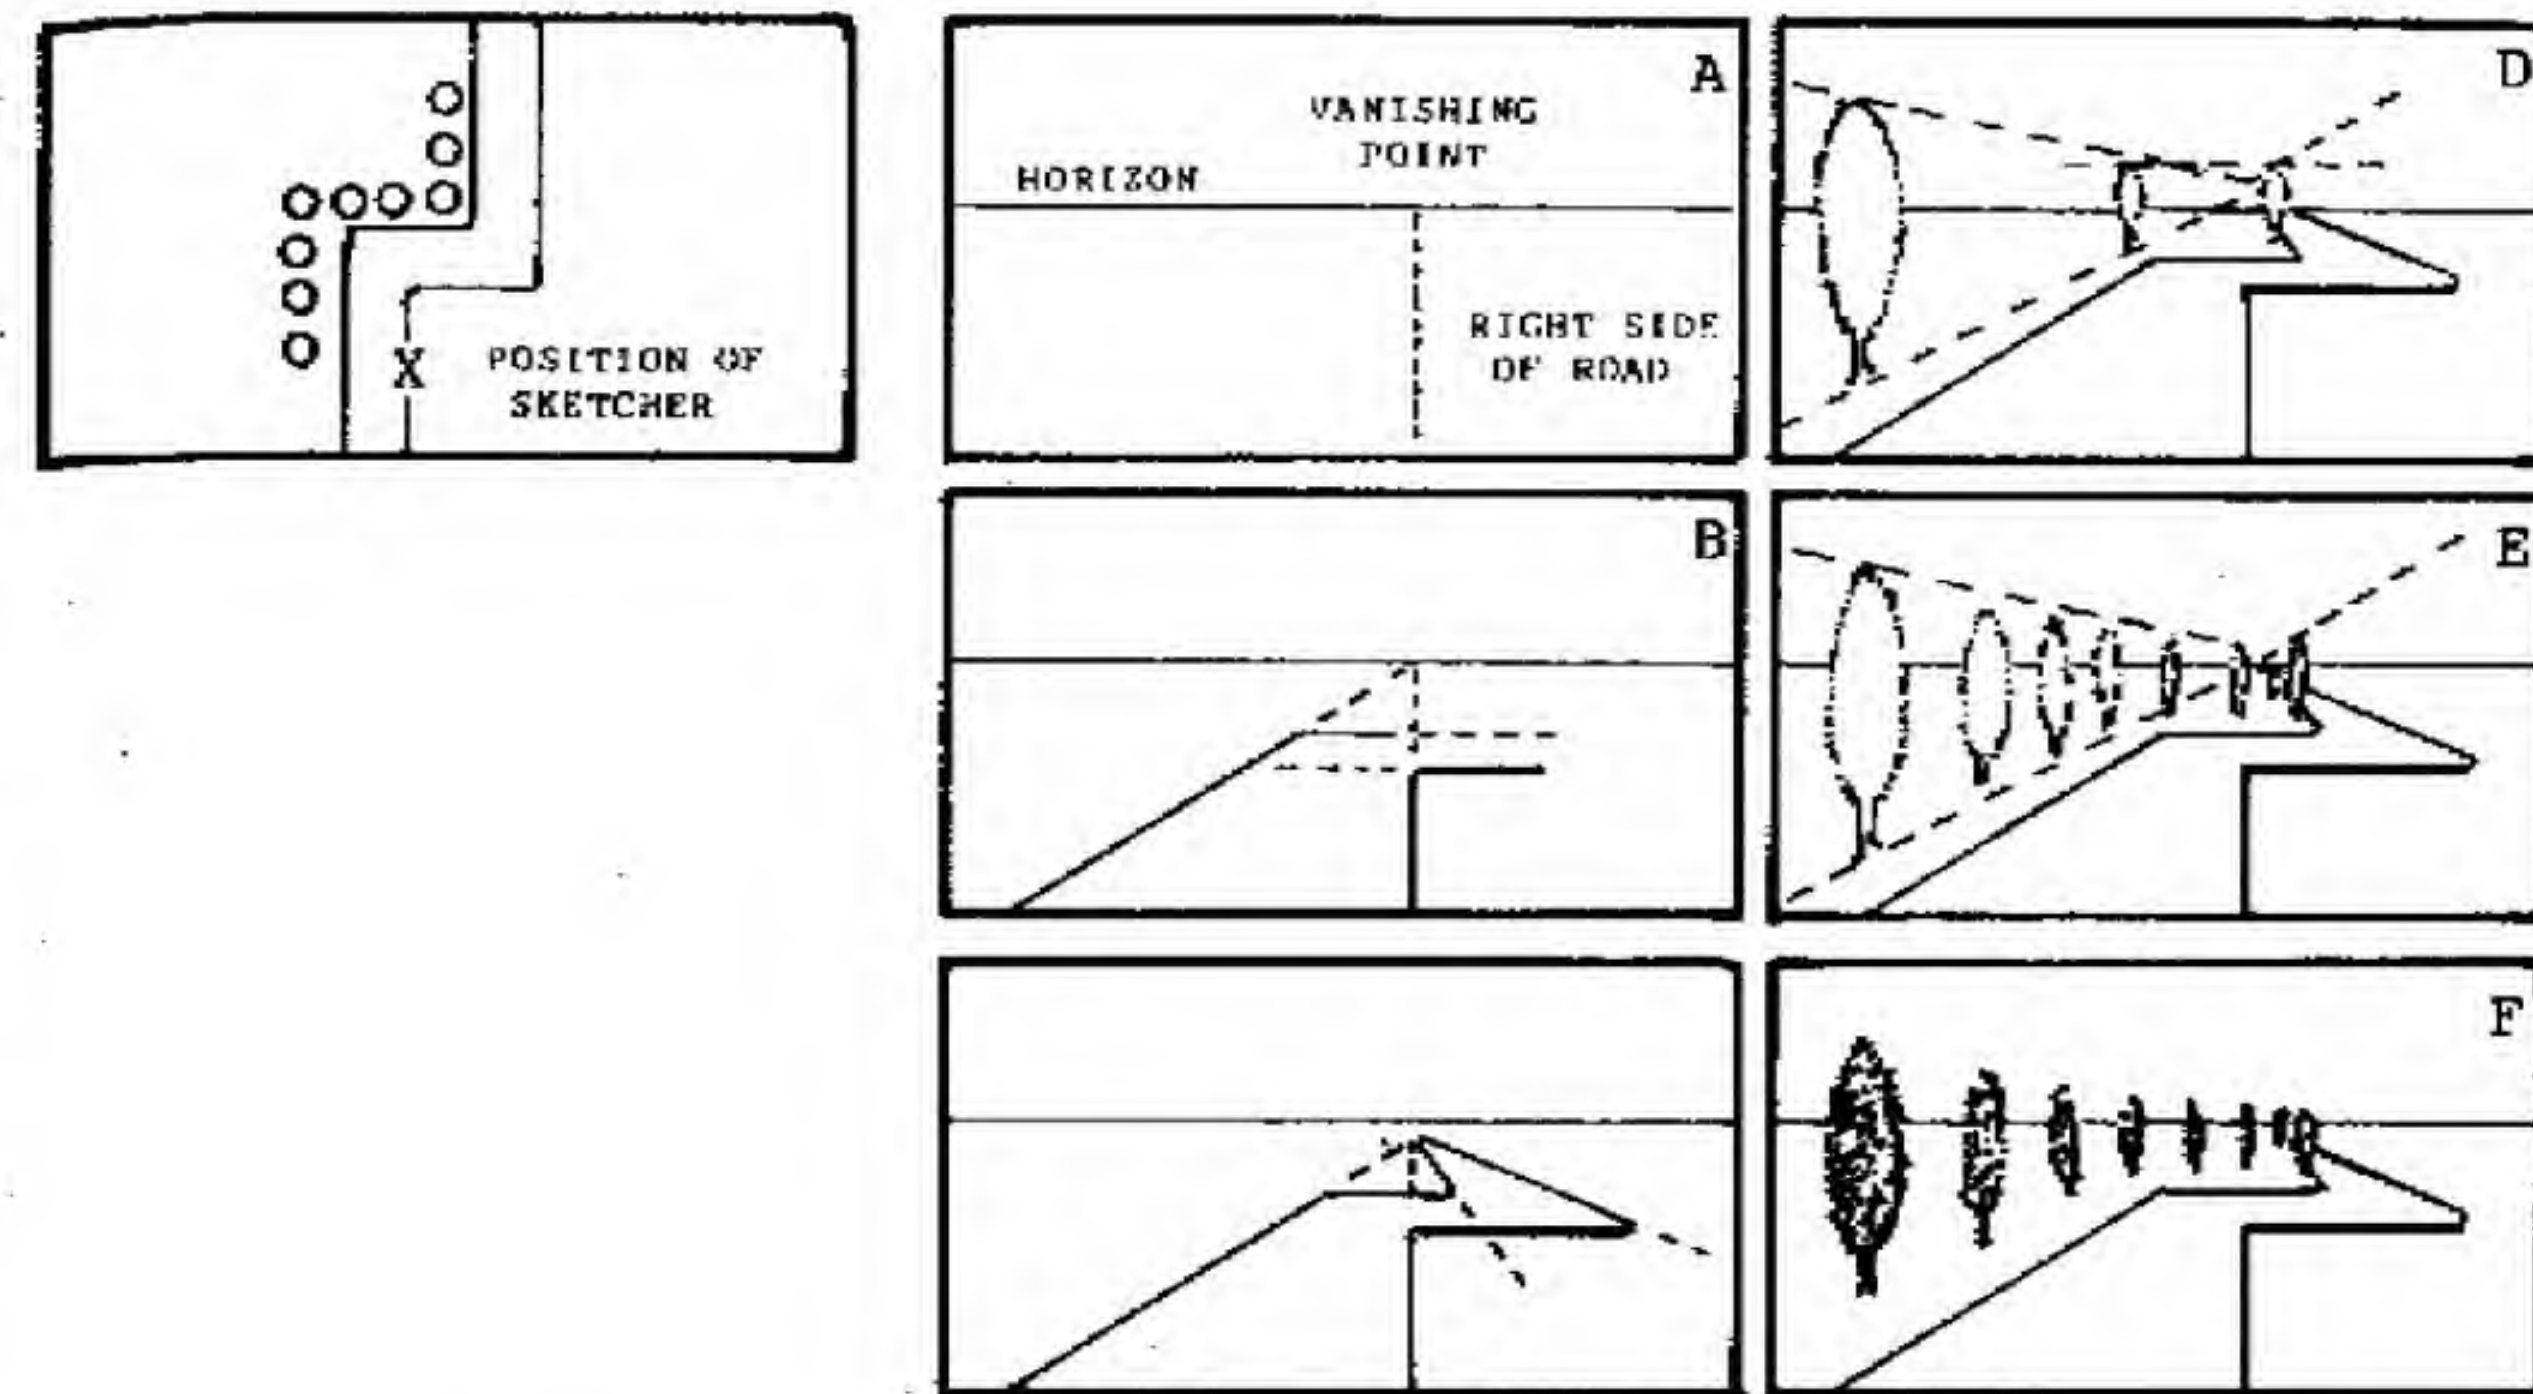 X
POSITION OF
SKETCHER
A
VANISHING
POINT
HORIZON
RIGHT SIDE
OF ROAD
B
D
E
F